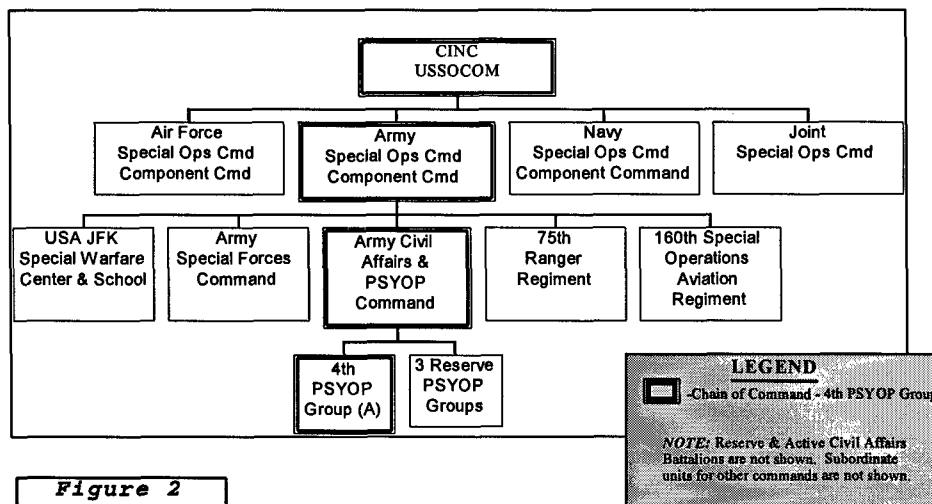 CINC
USSOCOM
Air Force
Special Ops Cmd
Component Cmd
Army
Special Ops Cmd
Component Cmd
Navy
Special Ops Cmd
Component Command
Joint
Special Ops Cmd
USA JFK
Special Warfare
Center & School
Army
Special Forces
Command
Army Civil
Affairs &
PSYOP
Command
75th
Ranger
Regiment
160th Special
Operations
Aviation
Regiment
4th
PSYOP
Group (A)
3 Reserve
PSYOP
Groups
LEGEND
-Chain of Command - 4th PSYOP Group
NOTE: Reserve & Active Civil Affairs
Battalions are not shown. Subordinate
units for other commands are not shown.
Figure 2